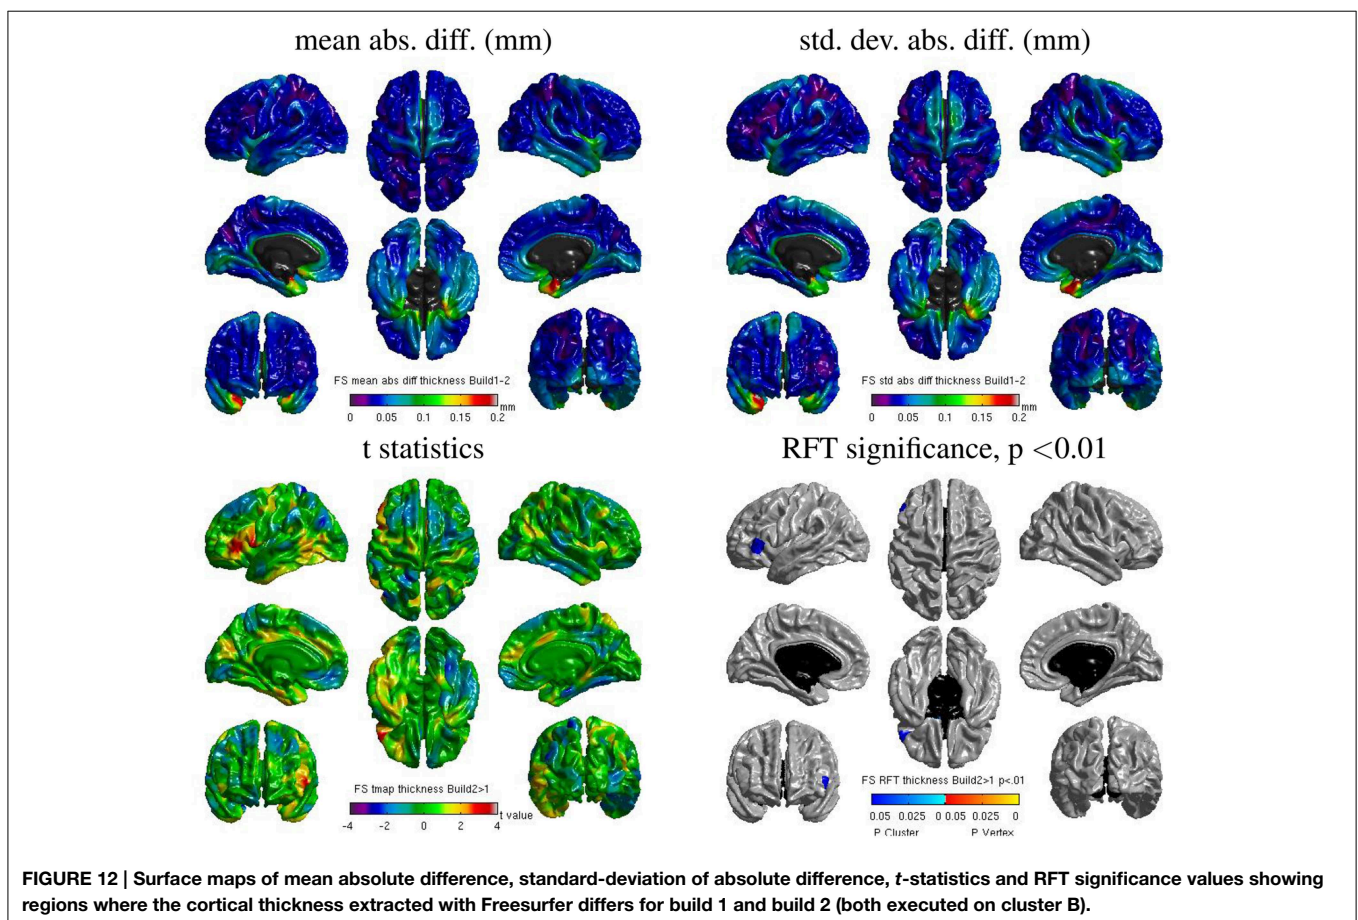 mean abs. diff. (mm)
std. dev. abs. diff. (mm)
FS mean abs diff thickness Build1-2
0 0.05 0.1 0.15 0.2
mm
FS std abs diff thickness Build1-2
0 0.05 0.1 0.15 0.2
mm
t statistics
RFT significance, p <0.01
FS tmap thickness Build2>1
-4 -2 0 2 4
t value
FS RFT thickness Build2>1 p<.01
0.05 0.025 0 0.05 0.025 0
P Cluster P Vertex
FIGURE 12 | Surface maps of mean absolute difference, standard-deviation of absolute difference, t-statistics and RFT significance values showing
regions where the cortical thickness extracted with Freesurfer differs for build 1 and build 2 (both executed on cluster B).